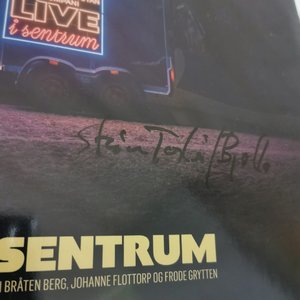 LIVE
i sentrum
Stein Torleif Bjella
SENTRUM
BRÅTEN BERG, JOHANNE FLOTTORP OG FRODE GRYTTEN